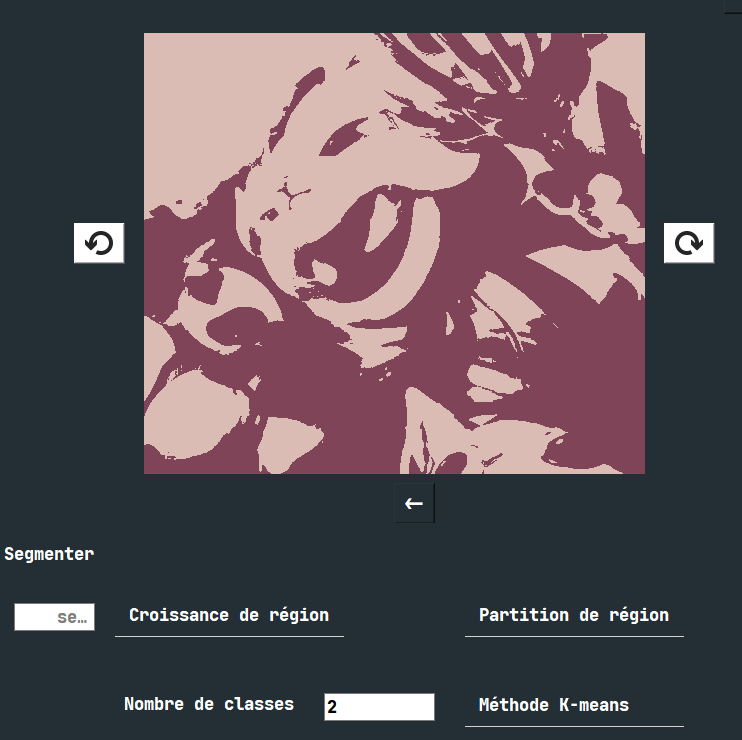 Segmenter
se…
Croissance de région
Partition de région
Nombre de classes
2
Méthode K-means